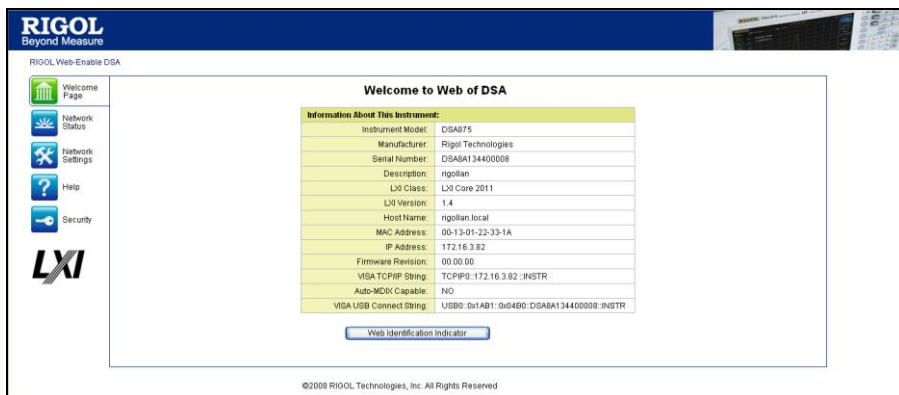 RIGOL
Beyond Measure
RIGOL Web-Enable DSA
Welcome Page
Network Status
Network Settings
Help
Security
LXI
Welcome to Web of DSA
Information About This Instrument:
Instrument Model: DSA875
Manufacturer: Rigol Technologies
Serial Number: DSA8A134400008
Description: rigollan
LXI Class: LXI Core 2011
LXI Version: 1.4
Host Name: rigollan.local
MAC Address: 00-13-01-22-33-1A
IP Address: 172.16.3.82
Firmware Revision: 00.00.00
VISA TCP/IP String: TCPIP0::172.16.3.82::INSTR
Auto-MDIX Capable: NO
VISA USB Connect String: USB0::0x1AB1::0x04B0::DSA8A134400008::INSTR
Web Identification Indicator
©2008 RIGOL Technologies, Inc. All Rights Reserved